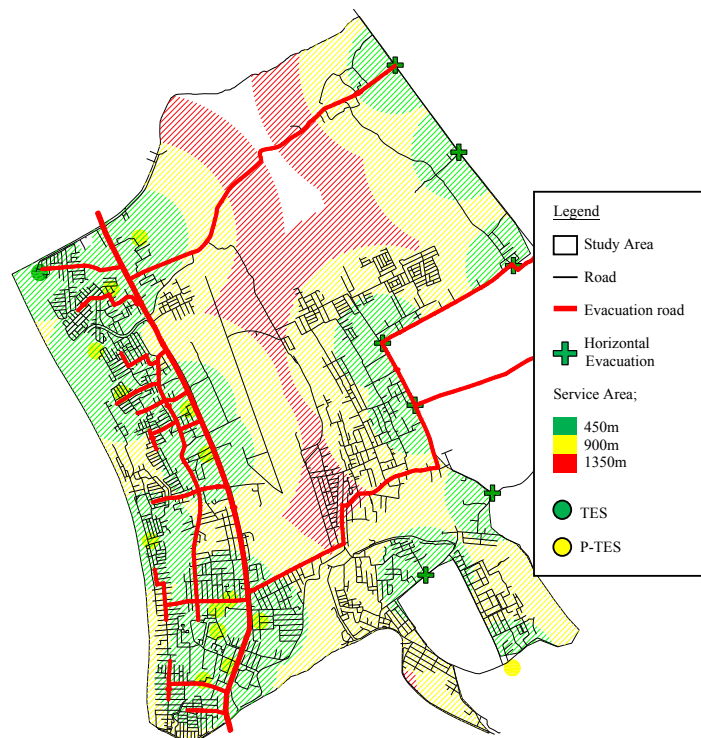 Legend
Study Area
Road
Evacuation road
Horizontal
Evacuation
Service Area;
450m
900m
1350m
TES
P-TES